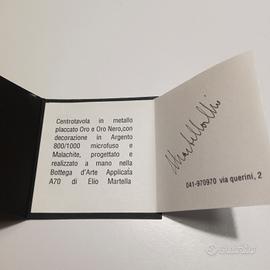 Centrotavola in metallo
placcato Oro e Oro Nero,con
decorazione in Argento
800/1000 microfuso e
Malachite, progettato e
realizzato a mano nella
Bottega d'Arte Applicata
A70 di Elio Martella
041-970970 via querini, 2
subito